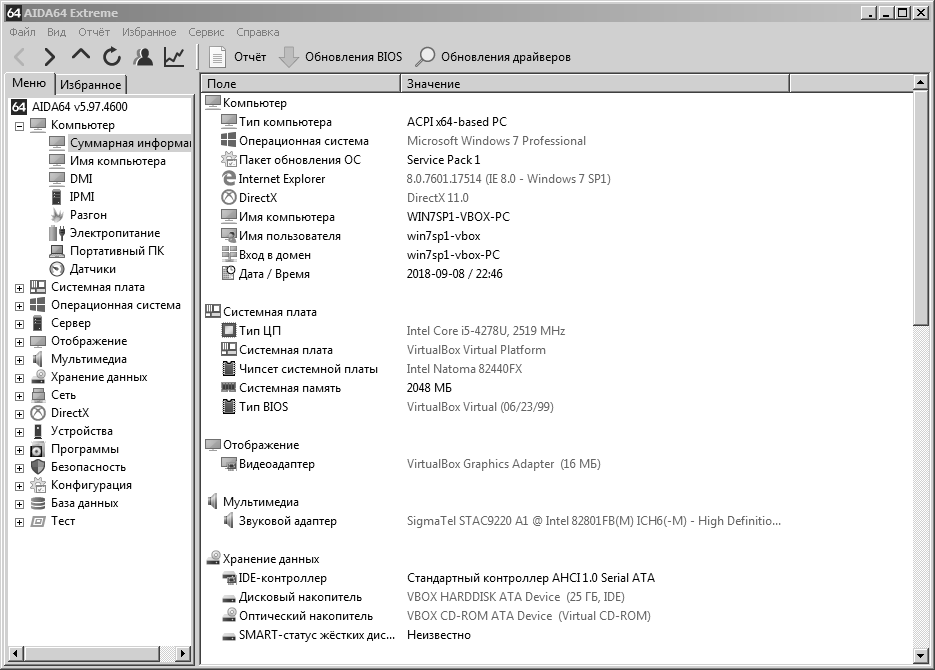 64 AIDA64 Extreme
Файл Вид Отчёт Избранное Сервис Справка
Отчёт Обновления BIOS Обновления драйверов
Меню Избранное
64 AIDA64 v5.97.4600
Компьютер
Суммарная информа
Имя компьютера
DMI
IPMI
Разгон
Электропитание
Портативный ПК
Датчики
Системная плата
Операционная система
Сервер
Отображение
Мультимедиа
Хранение данных
Сеть
DirectX
Устройства
Программы
Безопасность
Конфигурация
База данных
Тест
Поле Значение
Компьютер
Тип компьютера ACPI x64-based PC
Операционная система Microsoft Windows 7 Professional
Пакет обновления ОС Service Pack 1
Internet Explorer 8.0.7601.17514 (IE 8.0 - Windows 7 SP1)
DirectX DirectX 11.0
Имя компьютера WIN7SP1-VBOX-PC
Имя пользователя win7sp1-vbox
Вход в домен win7sp1-vbox-PC
Дата / Время 2018-09-08 / 22:46
Системная плата
Тип ЦП Intel Core i5-4278U, 2519 MHz
Системная плата VirtualBox Virtual Platform
Чипсет системной платы Intel Natoma 82440FX
Системная память 2048 МБ
Тип BIOS VirtualBox Virtual (06/23/99)
Отображение
Видеоадаптер VirtualBox Graphics Adapter (16 МБ)
Мультимедиа
Звуковой адаптер SigmaTel STAC9220 A1 @ Intel 82801FB(M) ICH6(-M) - High Definitio...
Хранение данных
IDE-контроллер Стандартный контроллер AHCI 1.0 Serial ATA
Дисковый накопитель VBOX HARDDISK ATA Device (25 ГБ, IDE)
Оптический накопитель VBOX CD-ROM ATA Device (Virtual CD-ROM)
SMART-статус жёстких дис... Неизвестно